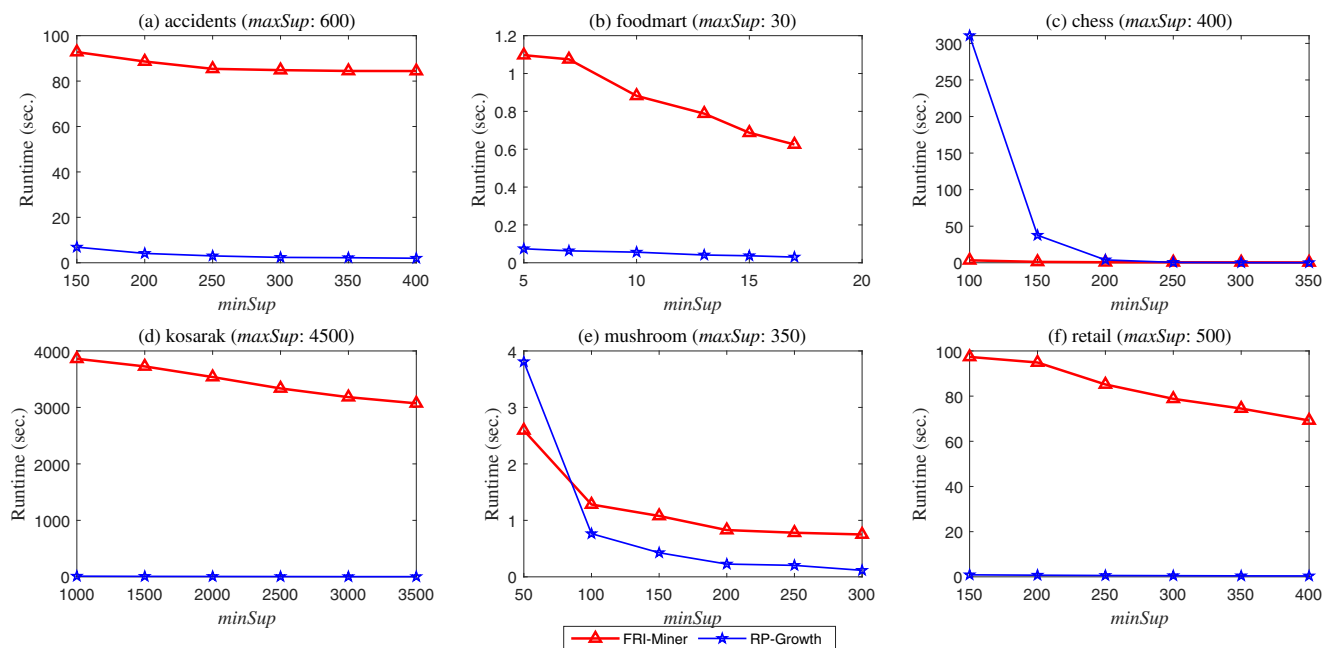 (a) accidents (maxSup: 600)
100
80
60
40
20
0
Runtime (sec.)
150 200 250 300 350 400
minSup
(b) foodmart (maxSup: 30)
1.2
1
0.8
0.6
0.4
0.2
0
Runtime (sec.)
5 10 15 20
minSup
(c) chess (maxSup: 400)
300
250
200
150
100
50
0
Runtime (sec.)
100 150 200 250 300 350
minSup
(d) kosarak (maxSup: 4500)
4000
3000
2000
1000
0
Runtime (sec.)
1000 1500 2000 2500 3000 3500
minSup
(e) mushroom (maxSup: 350)
4
3
2
1
0
Runtime (sec.)
50 100 150 200 250 300
minSup
(f) retail (maxSup: 500)
100
80
60
40
20
0
Runtime (sec.)
150 200 250 300 350 400
minSup
FRI-Miner RP-Growth